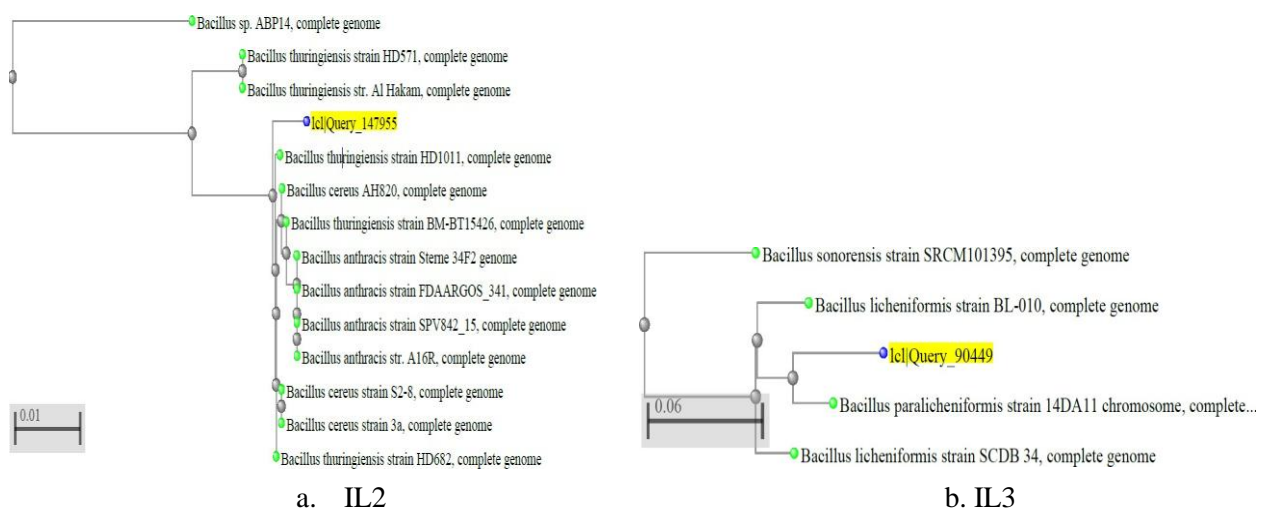 Bacillus sp. ABP14, complete genome
Bacillus thuringiensis strain HD571, complete genome
Bacillus thuringiensis str. Al Hakam, complete genome
lcl|Query_147955
Bacillus thuringiensis strain HD1011, complete genome
Bacillus cereus AH820, complete genome
Bacillus thuringiensis strain BM-BT15426, complete genome
Bacillus anthracis strain Sterne 34F2 genome
Bacillus anthracis strain FDAARGOS_341, complete genome
Bacillus anthracis strain SPV842_15, complete genome
Bacillus anthracis str. A16R, complete genome
Bacillus cereus strain S2-8, complete genome
Bacillus cereus strain 3a, complete genome
Bacillus thuringiensis strain HD682, complete genome
0.01
a. IL2
Bacillus sonorensis strain SRCM101395, complete genome
Bacillus licheniformis strain BL-010, complete genome
lcl|Query_90449
Bacillus paralicheniformis strain 14DA11 chromosome, complete...
Bacillus licheniformis strain SCDB 34, complete genome
0.06
b. IL3